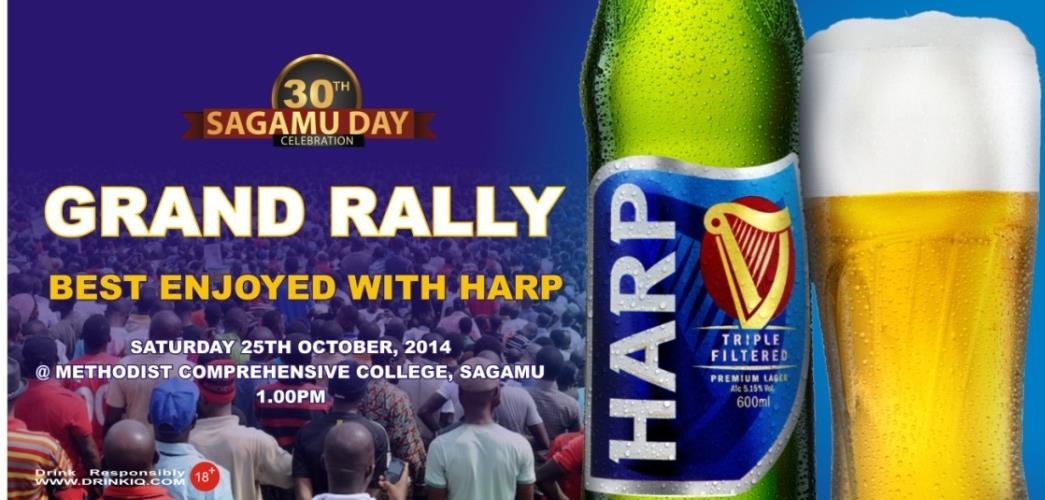 30TH
SAGAMU DAY
CELEBRATION
GRAND RALLY
BEST ENJOYED WITH HARP
SATURDAY 25TH OCTOBER, 2014
@ METHODIST COMPREHENSIVE COLLEGE, SAGAMU
1.00PM
Drink Responsibly
WWW.DRINKIQ.COM
18+
HARP
TRIPLE
FILTERED
PREMIUM LAGER
Alc 5.15% Vol.
600ml